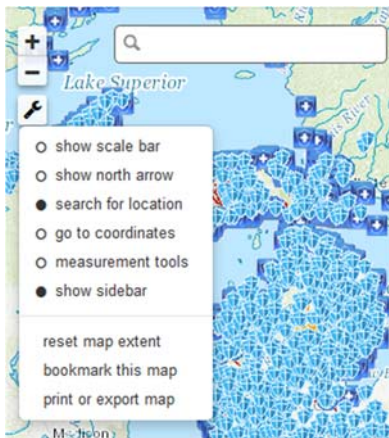 +
Lake Superior
−
show scale bar
show north arrow
search for location
go to coordinates
measurement tools
show sidebar
reset map extent
bookmark this map
print or export map
Madison